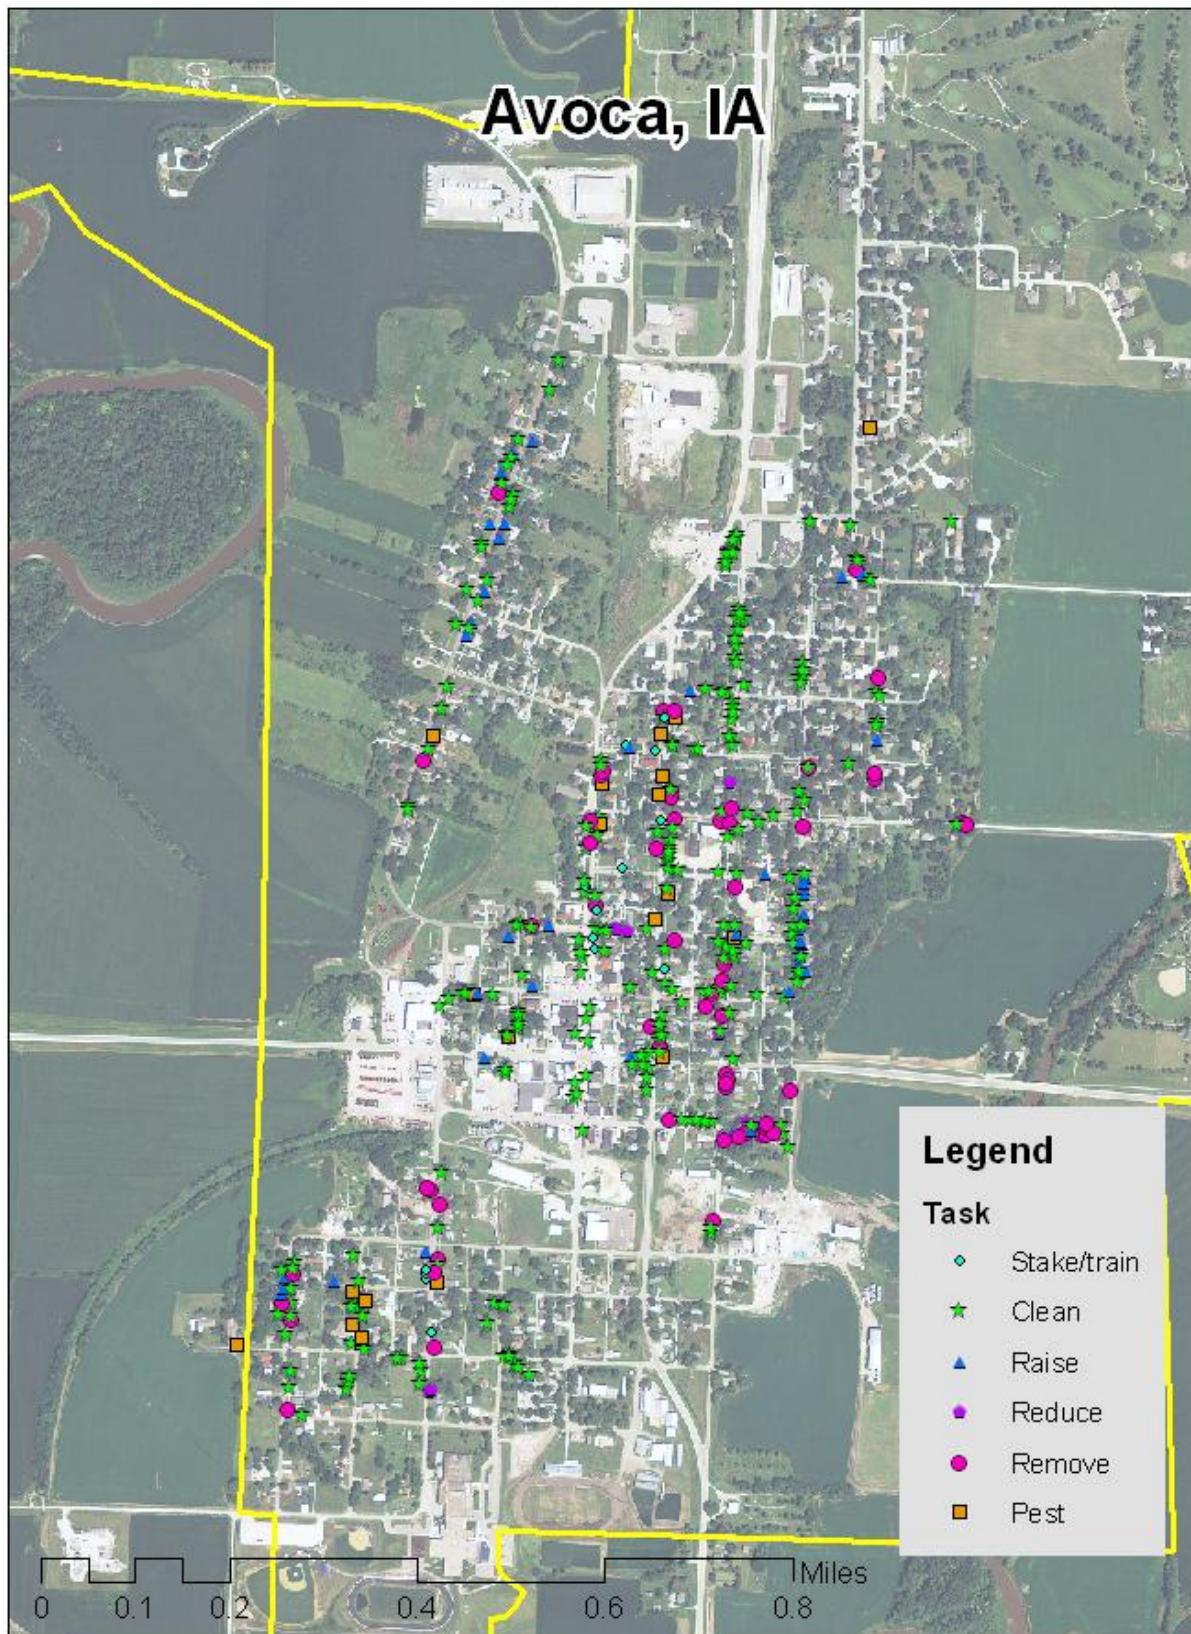 Avoca, IA
Legend
Task
Stake/train
Clean
Raise
Reduce
Remove
Pest
Miles
0 0.1 0.2 0.4 0.6 0.8